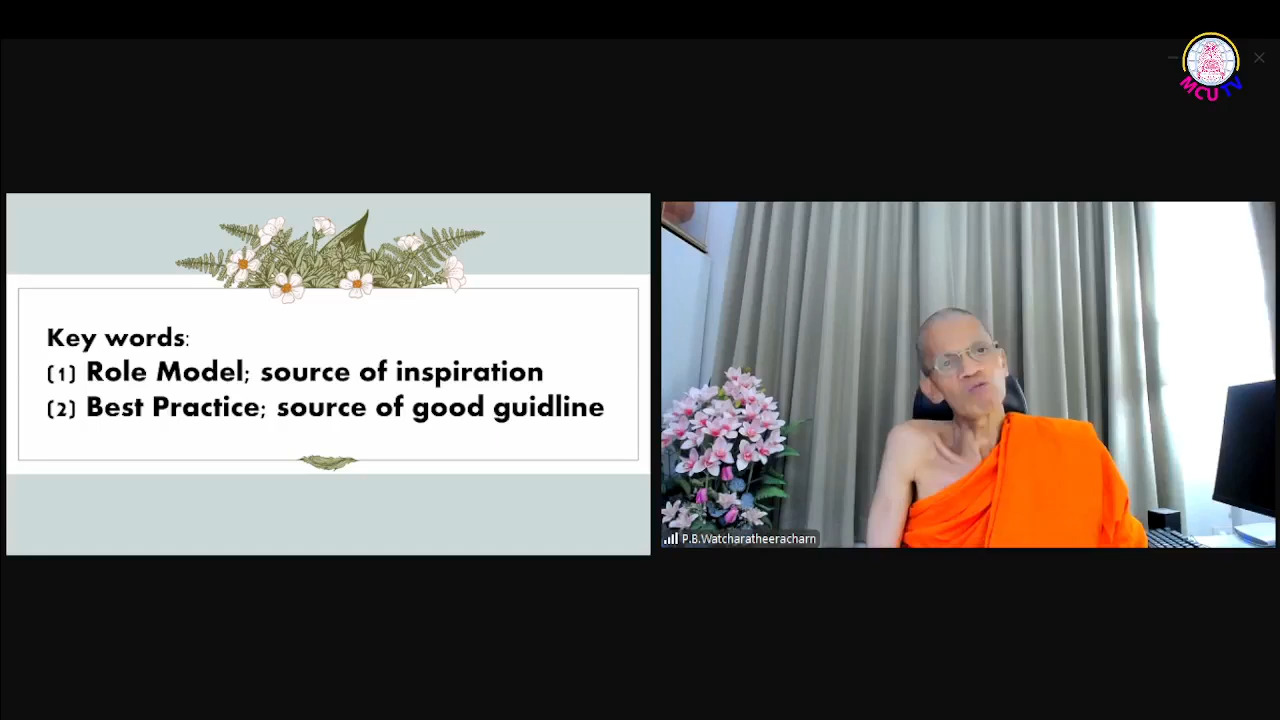 MCU TV
Key words:
(1) Role Model; source of inspiration
(2) Best Practice; source of good guidline
P.B.Watcharatheeracharn